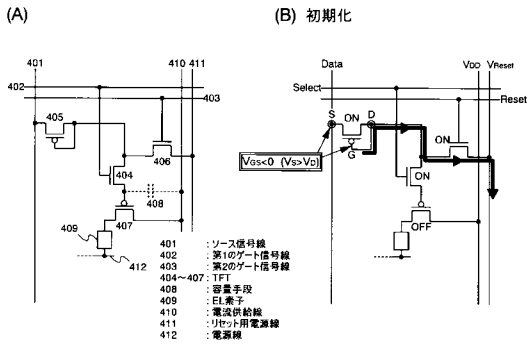 (A)
(B) 初期化
401
410 411
402
403
405
406
404
408
407
409
412
401 : ソース信号線
402 : 第1のゲート信号線
403 : 第2のゲート信号線
404～407 : TFT
408 : 容量手段
409 : EL素子
410 : 電流供給線
411 : リセット用電源線
412 : 電源線
Data
VDD VReset
Select
Reset
S ON D
G
ON
VGS<0 (VS>VD)
ON
OFF